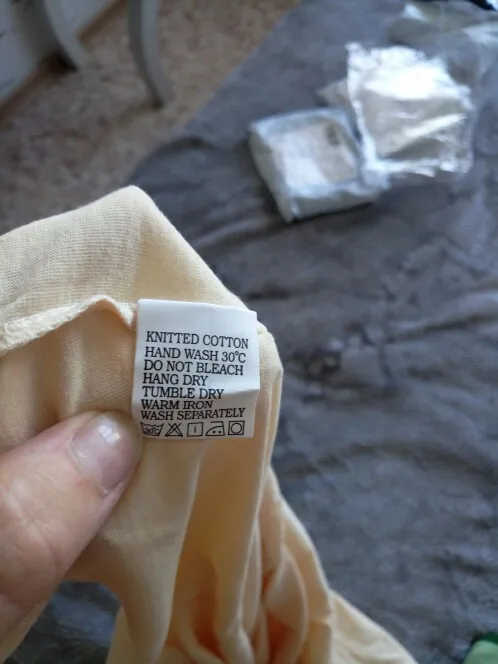 KNITTED COTTON
HAND WASH 30°C
DO NOT BLEACH
HANG DRY
TUMBLE DRY
WARM IRON
WASH SEPARATELY